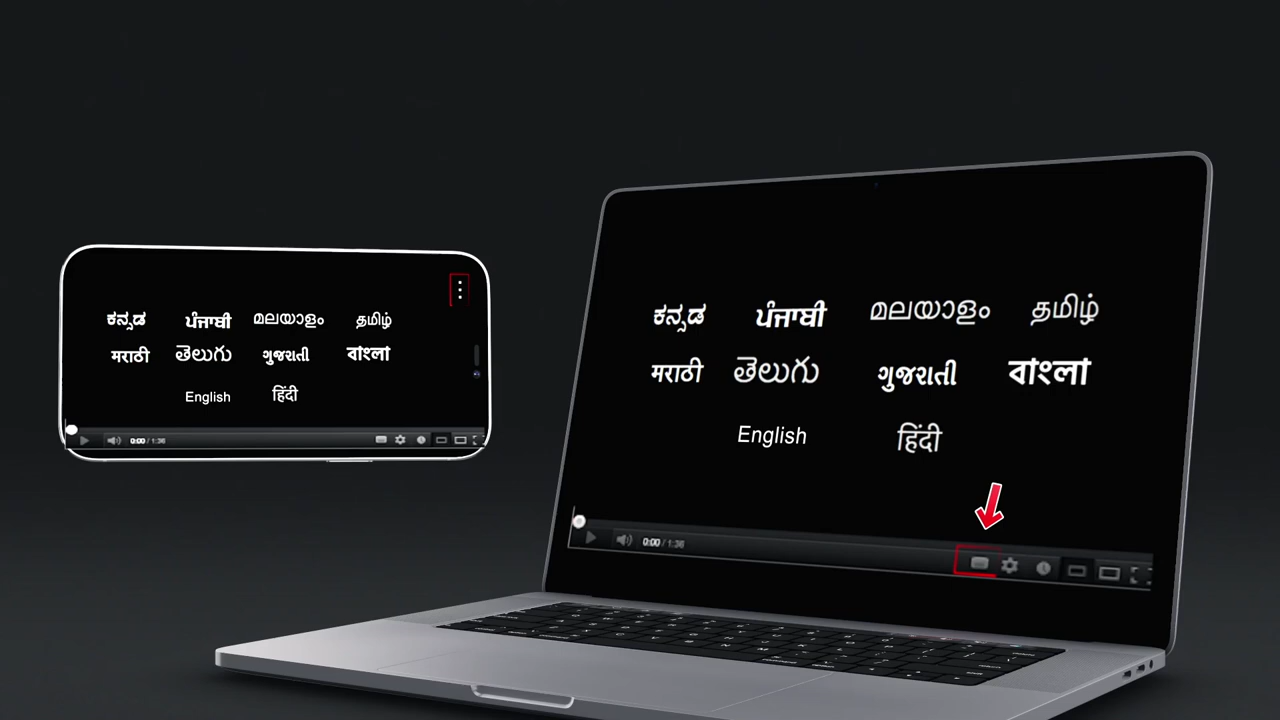 ಕನ್ನಡ ਪੰਜਾਬੀ മലയാളം தமிழ்
मराठी తెలుగు ગુજરાતી বাংলা
English हिंदी
0:00 / 1:36
ಕನ್ನಡ ਪੰਜਾਬੀ മലയാളം தமிழ்
मराठी తెలుగు ગુજરાતી বাংলা
English हिंदी
0:00 / 1:36